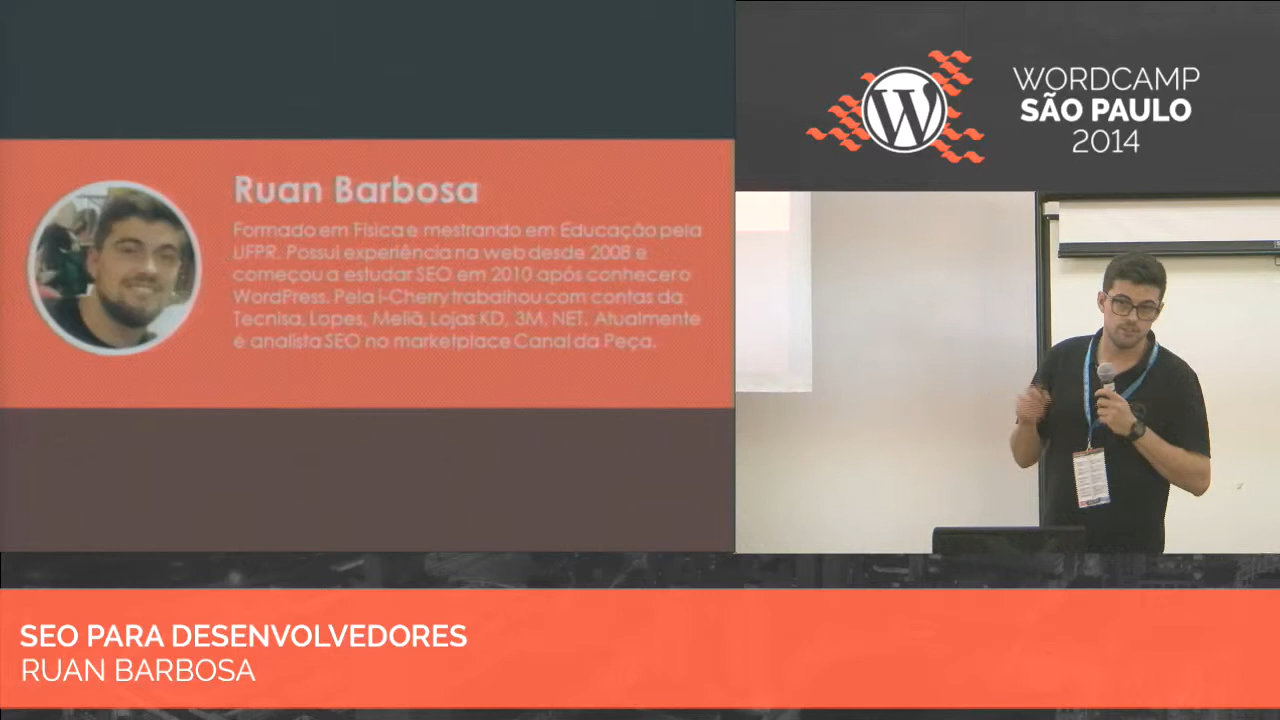 Ruan Barbosa
Formado em Física e mestrando em Educação pela
UFPR. Possui experiência na web desde 2008 e
começou a estudar SEO em 2010 após conhecer o
WordPress. Pela i-Cherry trabalhou com contas da
Tecnisa, Lopes, Meliã, Lojas KD, 3M, NET. Atualmente
é analista SEO no marketplace Canal da Peça.
WORDCAMP
SÃO PAULO
2014
SEO PARA DESENVOLVEDORES
RUAN BARBOSA